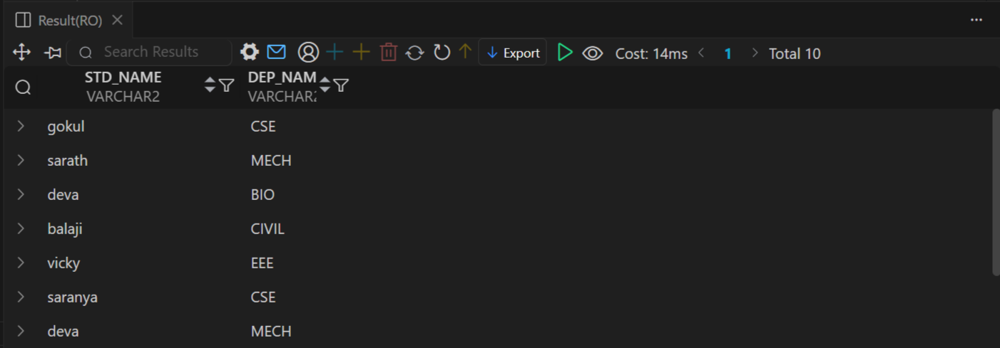 Result(RO)
Search Results Export Cost: 14ms 1 Total 10
STD_NAME DEP_NAM
VARCHAR2 VARCHAR2
gokul CSE
sarath MECH
deva BIO
balaji CIVIL
vicky EEE
saranya CSE
deva MECH